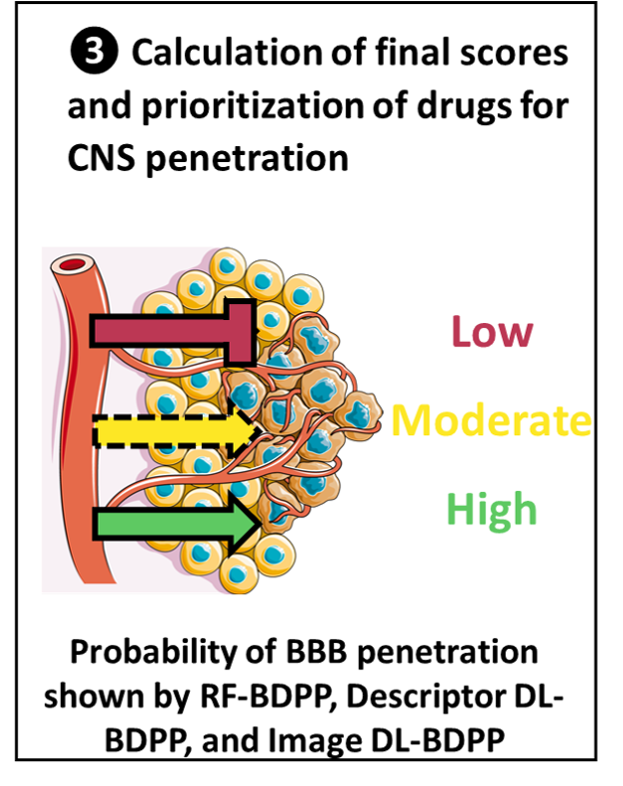 ❸ Calculation of final scores
and prioritization of drugs for
CNS penetration
Low
Moderate
High
Probability of BBB penetration
shown by RF-BDPP, Descriptor DL-
BDPP, and Image DL-BDPP